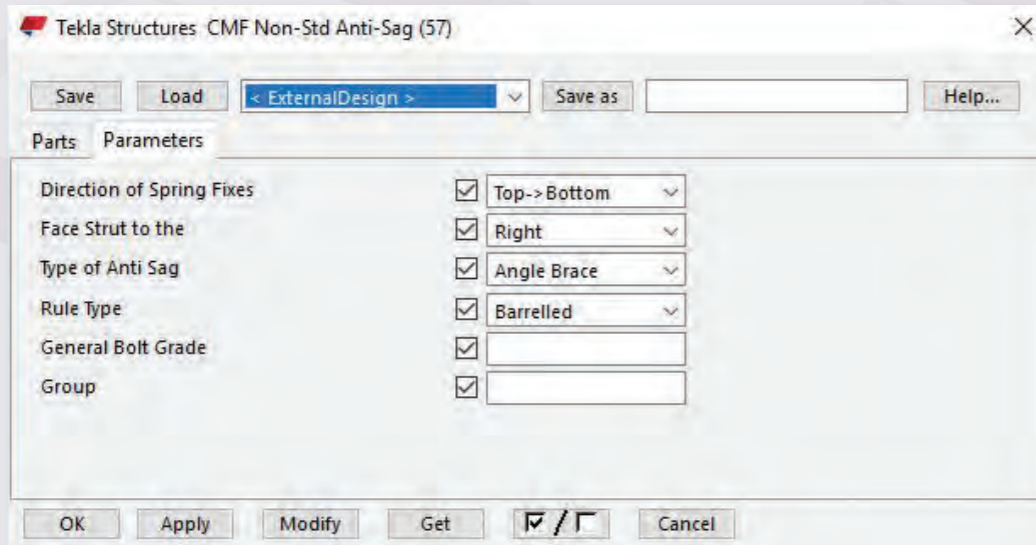 Tekla Structures CMF Non-Std Anti-Sag (57)
Save Load < ExternalDesign > Save as Help...
Parts Parameters
Direction of Spring Fixes Top->Bottom
Face Strut to the Right
Type of Anti Sag Angle Brace
Rule Type Barrelled
General Bolt Grade
Group
OK Apply Modify Get / Cancel